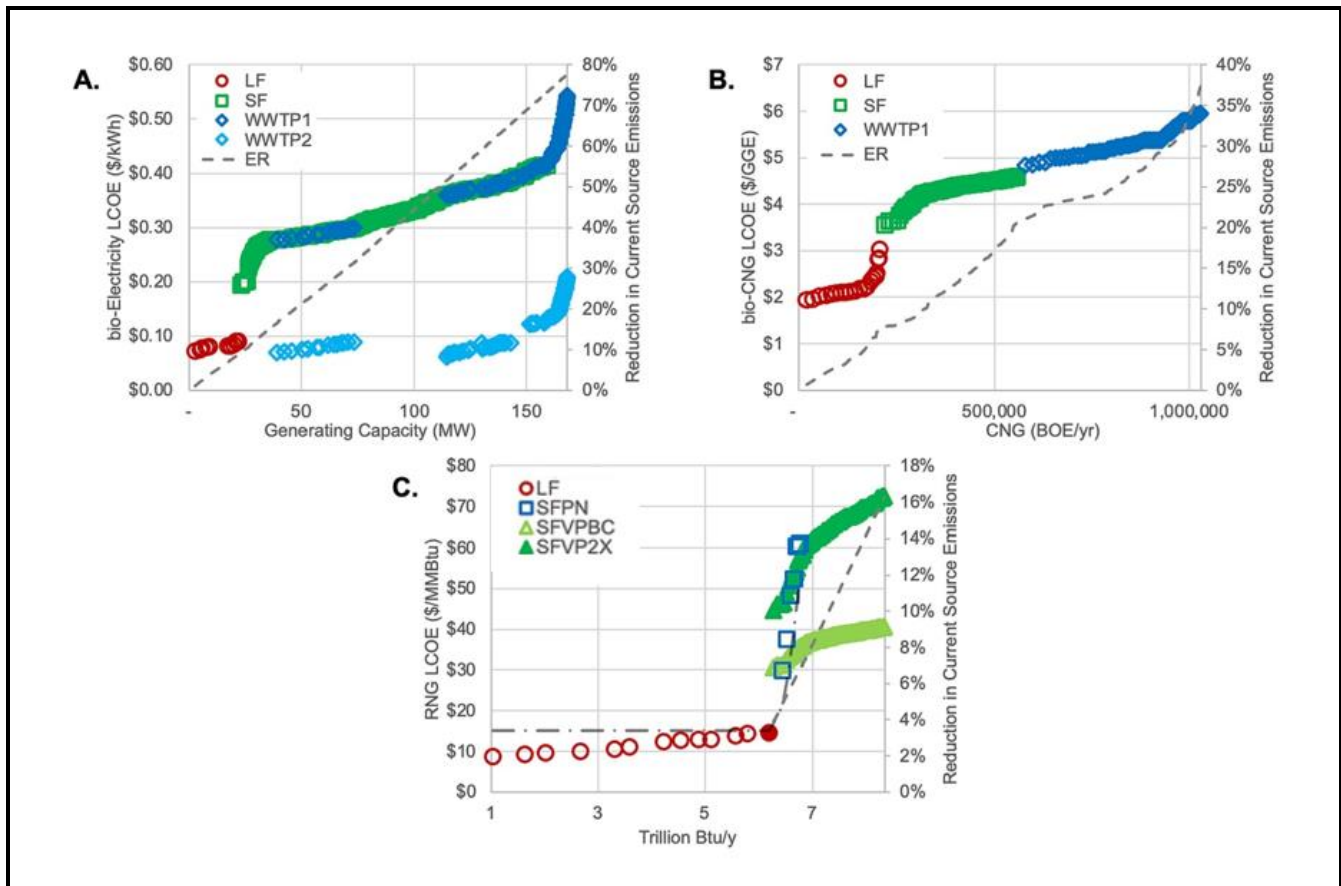 A.
bio-Electricity LCOE ($/kWh)
$0.60
$0.50
$0.40
$0.30
$0.20
$0.10
$0.00
LF
SF
WWTP1
WWTP2
ER
80%
70%
60%
50%
40%
30%
20%
10%
0%
Reduction in Current Source Emissions
-
50
100
150
Generating Capacity (MW)
B.
bio-CNG LCOE ($/GGE)
$7
$6
$5
$4
$3
$2
$1
$0
LF
SF
WWTP1
ER
40%
35%
30%
25%
20%
15%
10%
5%
0%
Reduction in Current Source Emissions
-
500,000
1,000,000
CNG (BOE/yr)
C.
RNG LCOE ($/MMBtu)
$80
$70
$60
$50
$40
$30
$20
$10
$0
LF
SFPN
SFVPBC
SFVP2X
18%
16%
14%
12%
10%
8%
6%
4%
2%
0%
Reduction in Current Source Emissions
1
3
5
7
Trillion Btu/y